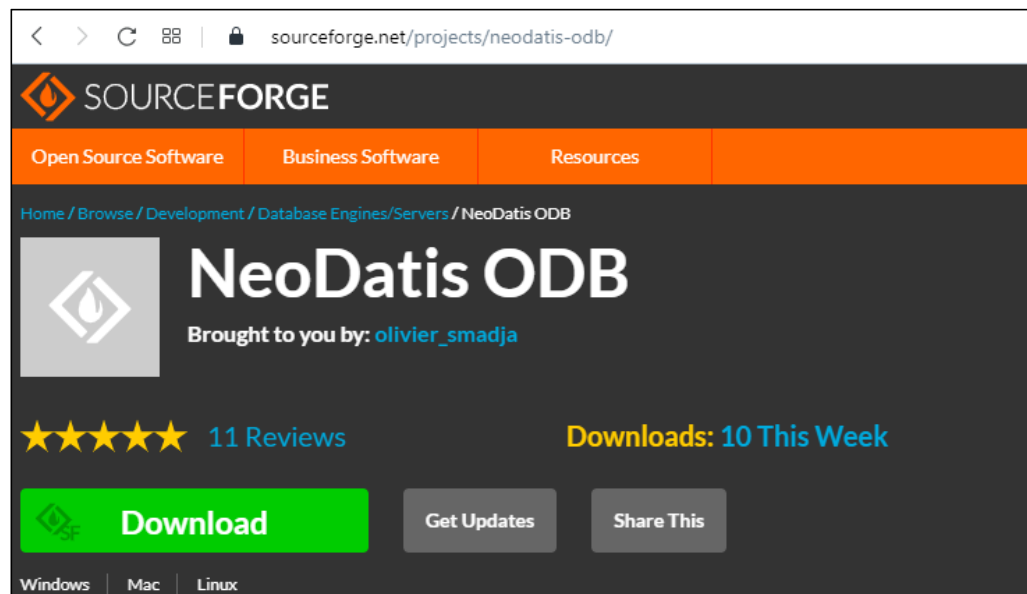 sourceforge.net/projects/neodatis-odb/
SOURCEFORGE
Open Source Software Business Software Resources
Home / Browse / Development / Database Engines/Servers / NeoDatis ODB
NeoDatis ODB
Brought to you by: olivier_smadja
11 Reviews Downloads: 10 This Week
SF Download Get Updates Share This
Windows Mac Linux